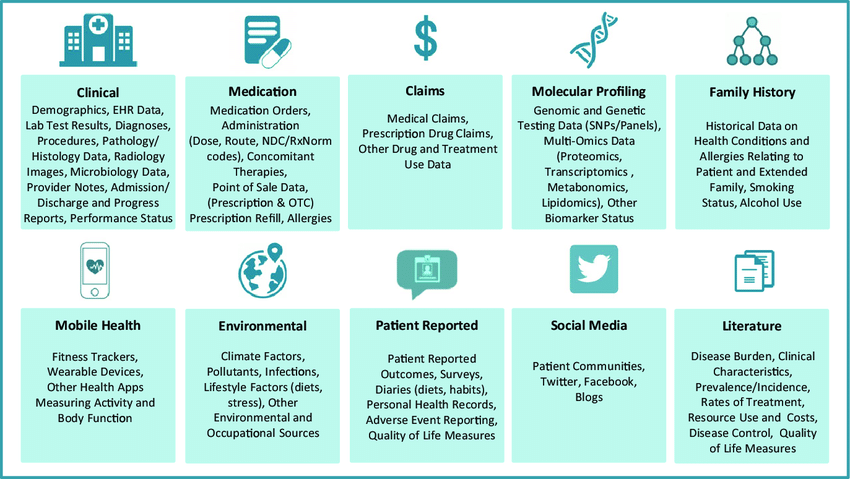 $
Clinical
Demographics, EHR Data,
Lab Test Results, Diagnoses,
Procedures, Pathology/
Histology Data, Radiology
Images, Microbiology Data,
Provider Notes, Admission/
Discharge and Progress
Reports, Performance Status
Medication
Medication Orders,
Administration
(Dose, Route, NDC/RxNorm
codes), Concomitant
Therapies,
Point of Sale Data,
(Prescription & OTC)
Prescription Refill, Allergies
Claims
Medical Claims,
Prescription Drug Claims,
Other Drug and Treatment
Use Data
Molecular Profiling
Genomic and Genetic
Testing Data (SNPs/Panels),
Multi-Omics Data
(Proteomics,
Transcriptomics ,
Metabonomics,
Lipidomics), Other
Biomarker Status
Family History
Historical Data on
Health Conditions and
Allergies Relating to
Patient and Extended
Family, Smoking
Status, Alcohol Use
Mobile Health
Fitness Trackers,
Wearable Devices,
Other Health Apps
Measuring Activity and
Body Function
Environmental
Climate Factors,
Pollutants, Infections,
Lifestyle Factors (diets,
stress), Other
Environmental and
Occupational Sources
Patient Reported
Patient Reported
Outcomes, Surveys,
Diaries (diets, habits),
Personal Health Records,
Adverse Event Reporting,
Quality of Life Measures
Social Media
Patient Communities,
Twitter, Facebook,
Blogs
Literature
Disease Burden, Clinical
Characteristics,
Prevalence/Incidence,
Rates of Treatment,
Resource Use and Costs,
Disease Control, Quality
of Life Measures